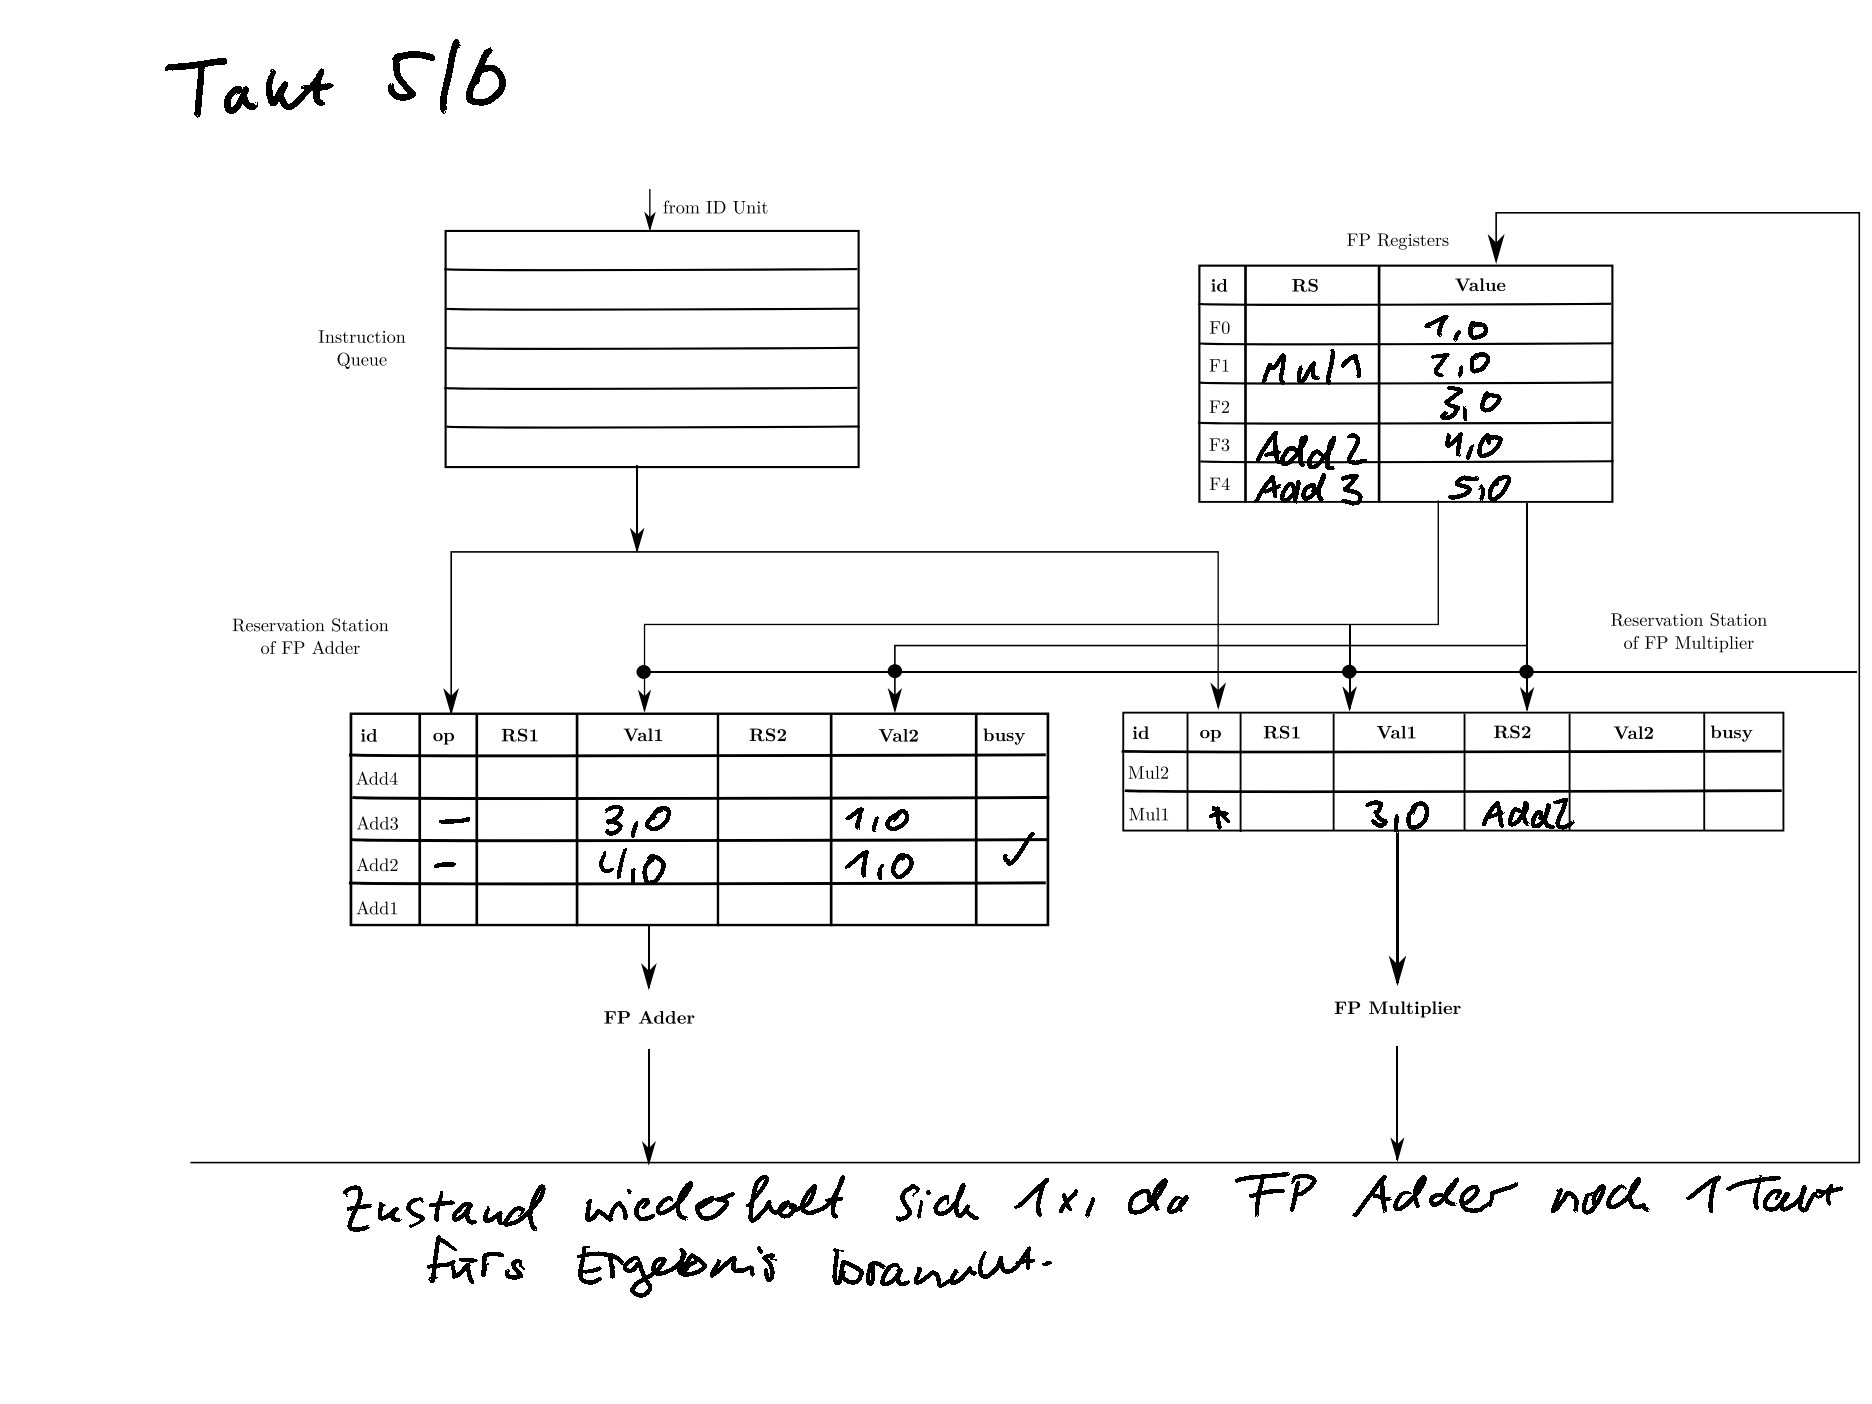 Takt 5/6
from ID Unit
FP Registers
Instruction
Queue
id RS Value
F0 1,0
F1 Mul1 2,0
F2 3,0
F3 Add2 4,0
F4 Add3 5,0
Reservation Station
of FP Adder
Reservation Station
of FP Multiplier
id op RS1 Val1 RS2 Val2 busy
Add4
Add3 – 3,0 1,0
Add2 – 4,0 1,0 ✓
Add1
id op RS1 Val1 RS2 Val2 busy
Mul2
Mul1 * 3,0 Add2
FP Adder
FP Multiplier
Zustand wiederholt sich 1x, da FP Adder noch 1 Takt
fürs Ergebnis braucht.